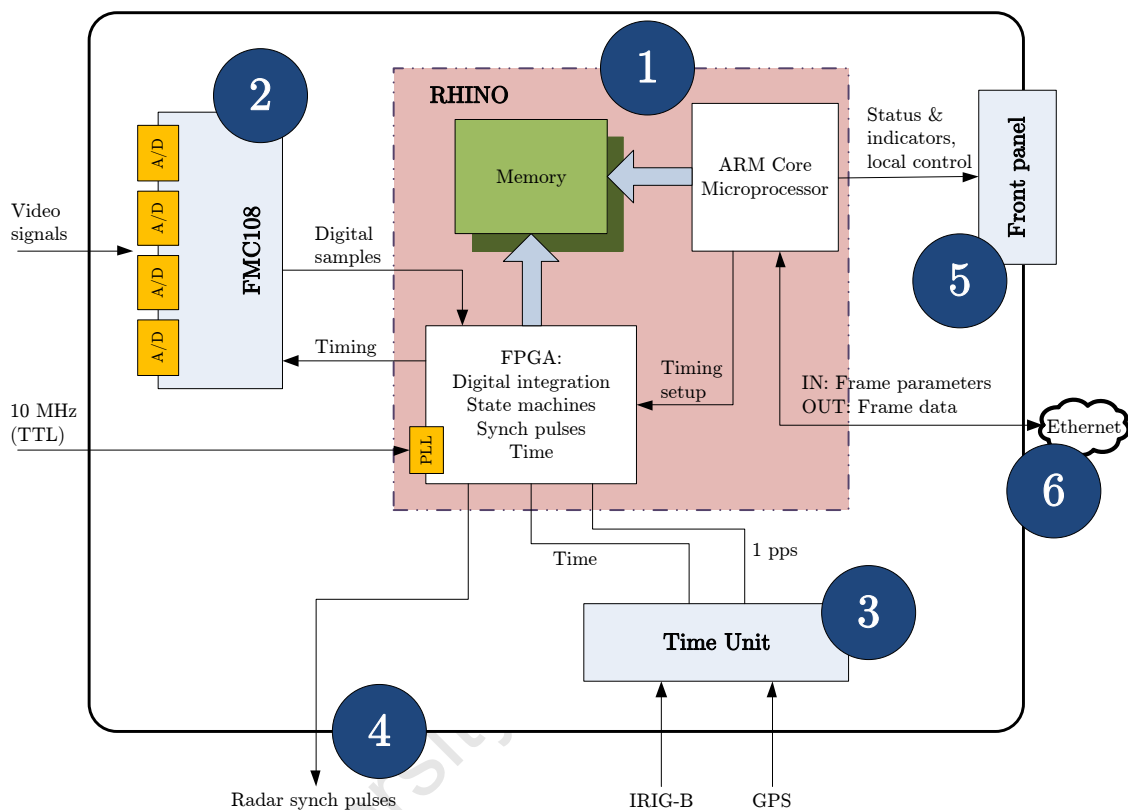 1
2
RHINO
Status &
indicators,
local control
Front panel
A/D
A/D
A/D
A/D
FMC108
Memory
ARM Core
Microprocessor
Video
signals
Digital
samples
5
Timing
FPGA:
Digital integration
State machines
Synch pulses
Time
PLL
Timing
setup
IN: Frame parameters
OUT: Frame data
10 MHz
(TTL)
Ethernet
6
Time
1 pps
3
Time Unit
4
Radar synch pulses
IRIG-B
GPS